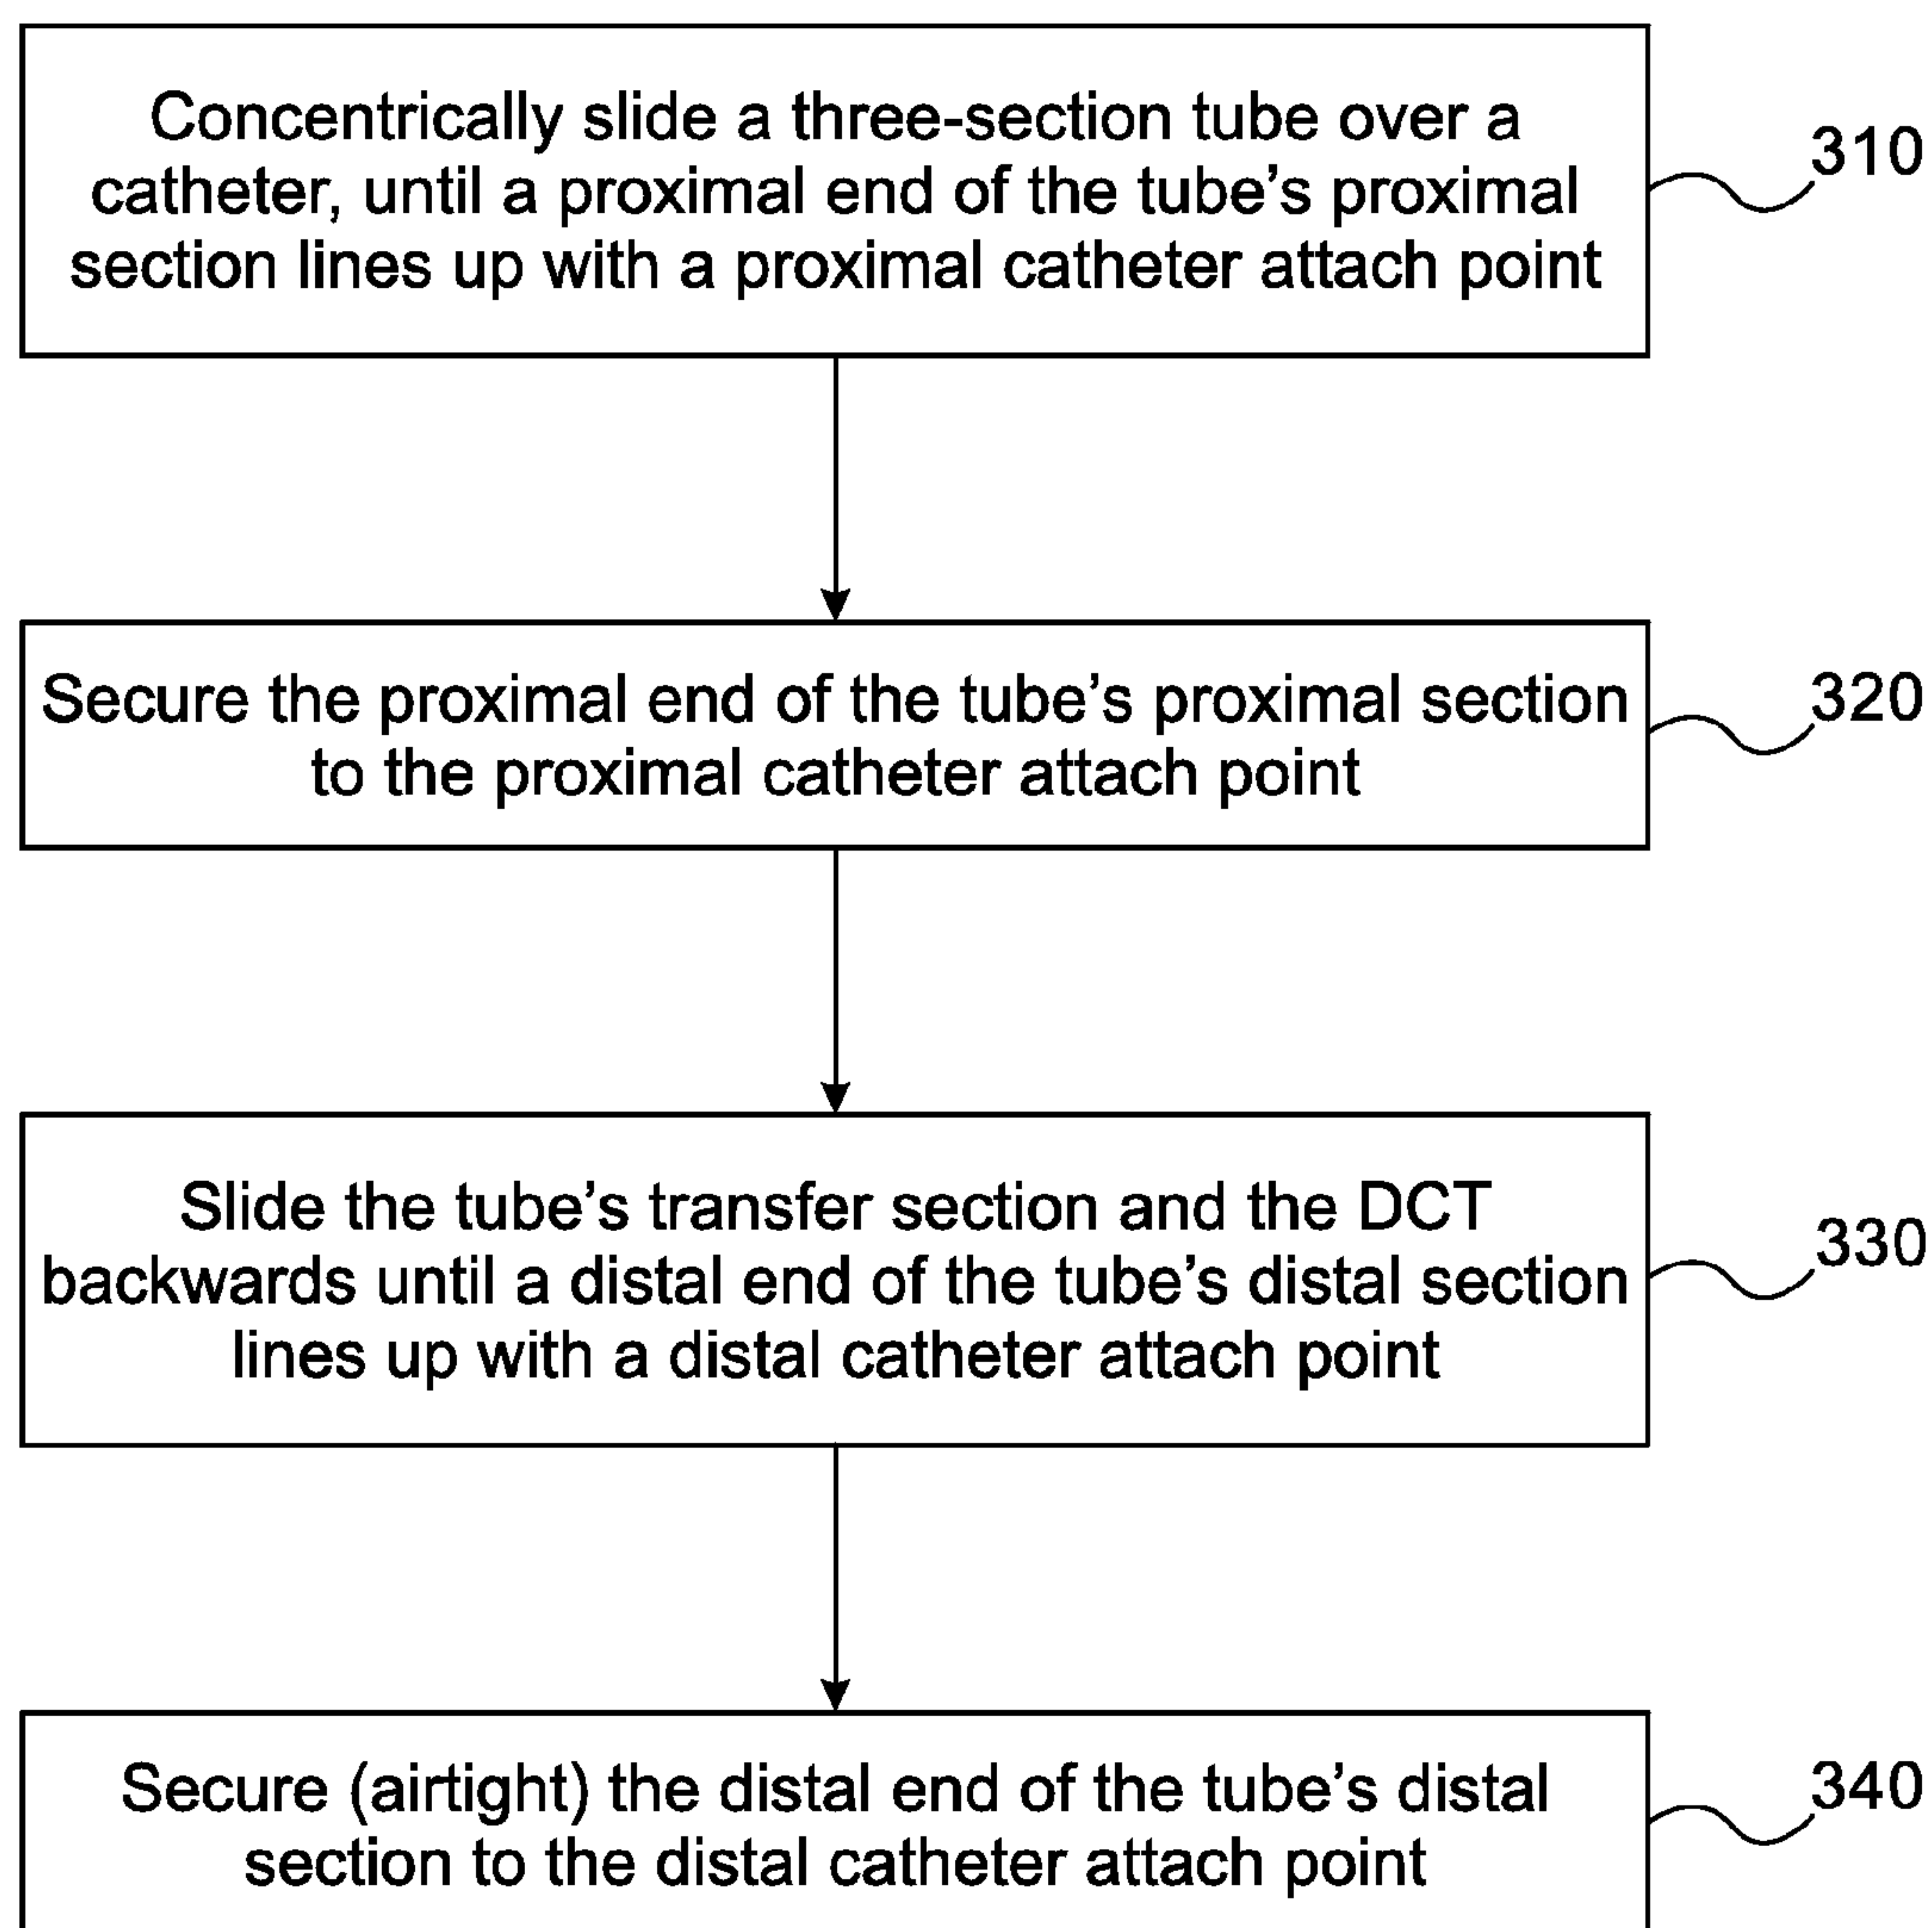 Concentrically slide a three-section tube over a
catheter, until a proximal end of the tube’s proximal
section lines up with a proximal catheter attach point
310
Secure the proximal end of the tube’s proximal section
to the proximal catheter attach point
320
Slide the tube’s transfer section and the DCT
backwards until a distal end of the tube’s distal section
lines up with a distal catheter attach point
330
Secure (airtight) the distal end of the tube’s distal
section to the distal catheter attach point
340